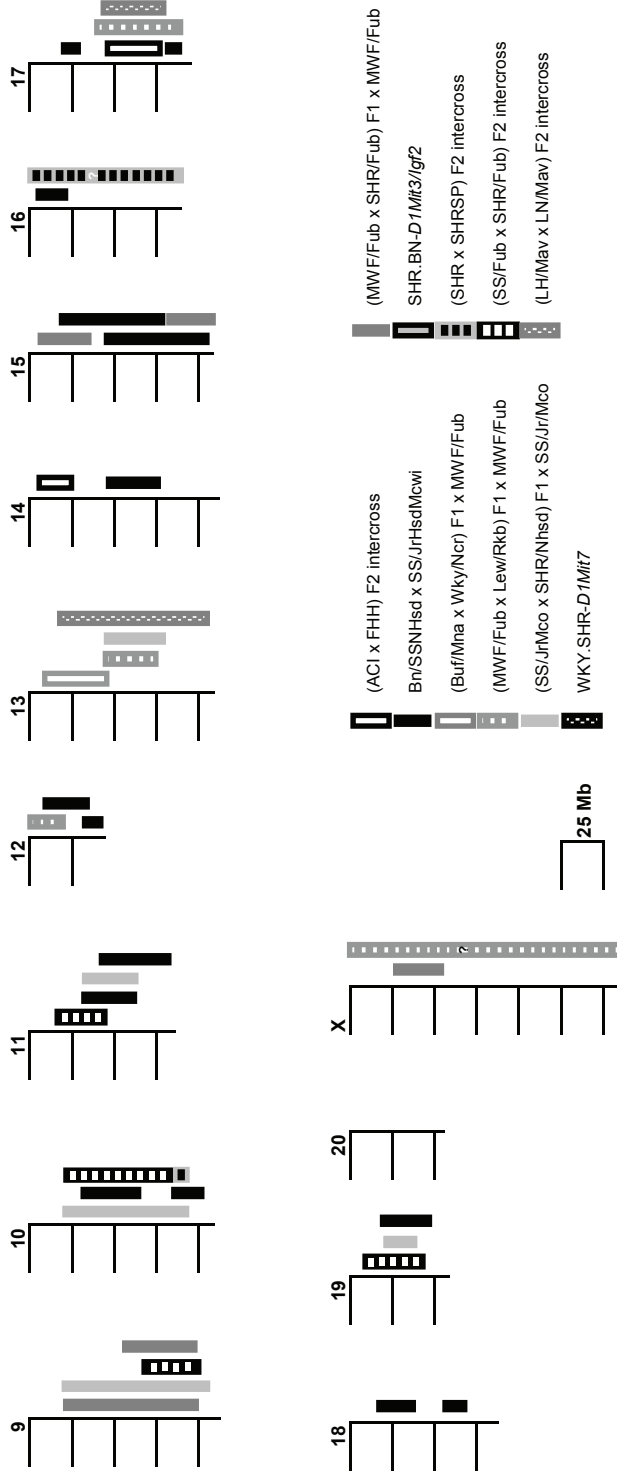 9
10
11
12
13
14
15
16
?
17
18
19
20
X
?
25 Mb
(ACI x FHH) F2 intercross
Bn/SSNHsd x SS/JrHsdMcwi
(Buf/Mna x Wky/Ncr) F1 x MWF/Fub
(MWF/Fub x Lew/Rkb) F1 x MWF/Fub
(SS/JrMco x SHR/Nhsd) F1 x SS/Jr/Mco
WKY.SHR-D1Mit7
(MWF/Fub x SHR/Fub) F1 x MWF/Fub
SHR.BN-D1Mit3/Igf2
(SHR x SHRSP) F2 intercross
(SS/Fub x SHR/Fub) F2 intercross
(LH/Mav x LN/Mav) F2 intercross